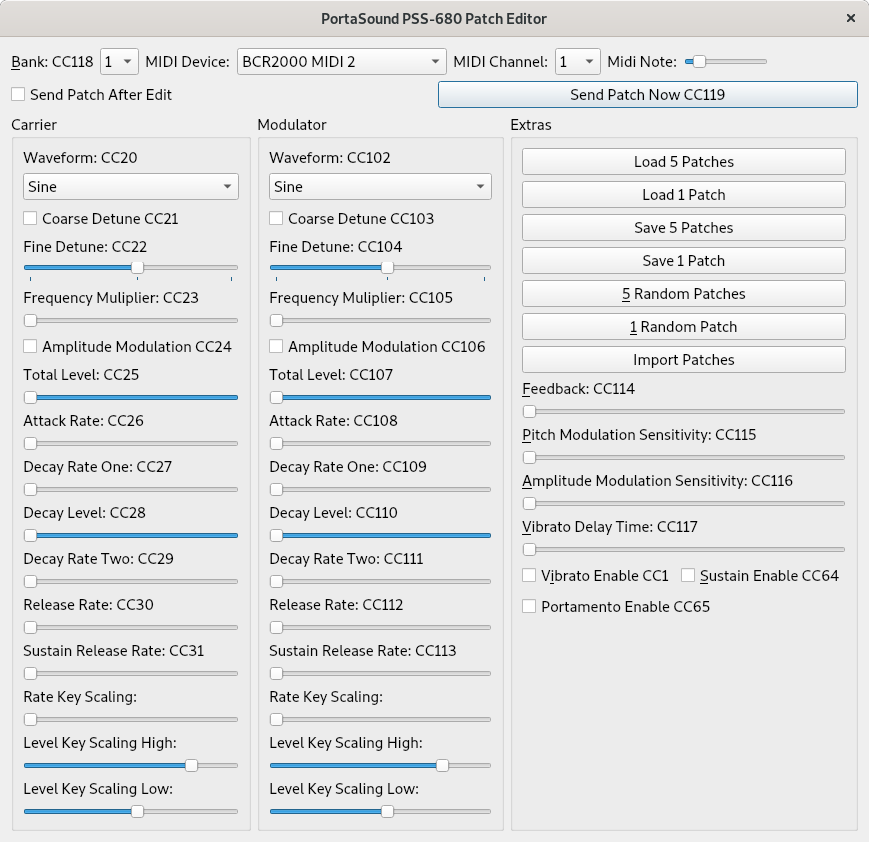 PortaSound PSS-680 Patch Editor
Bank: CC118 1 MIDI Device: BCR2000 MIDI 2 MIDI Channel: 1 Midi Note:
Send Patch After Edit
Send Patch Now CC119
Carrier
Waveform: CC20
Sine
Coarse Detune CC21
Fine Detune: CC22
Frequency Muliplier: CC23
Amplitude Modulation CC24
Total Level: CC25
Attack Rate: CC26
Decay Rate One: CC27
Decay Level: CC28
Decay Rate Two: CC29
Release Rate: CC30
Sustain Release Rate: CC31
Rate Key Scaling:
Level Key Scaling High:
Level Key Scaling Low:
Modulator
Waveform: CC102
Sine
Coarse Detune CC103
Fine Detune: CC104
Frequency Muliplier: CC105
Amplitude Modulation CC106
Total Level: CC107
Attack Rate: CC108
Decay Rate One: CC109
Decay Level: CC110
Decay Rate Two: CC111
Release Rate: CC112
Sustain Release Rate: CC113
Rate Key Scaling:
Level Key Scaling High:
Level Key Scaling Low:
Extras
Load 5 Patches
Load 1 Patch
Save 5 Patches
Save 1 Patch
5 Random Patches
1 Random Patch
Import Patches
Feedback: CC114
Pitch Modulation Sensitivity: CC115
Amplitude Modulation Sensitivity: CC116
Vibrato Delay Time: CC117
Vibrato Enable CC1 Sustain Enable CC64
Portamento Enable CC65